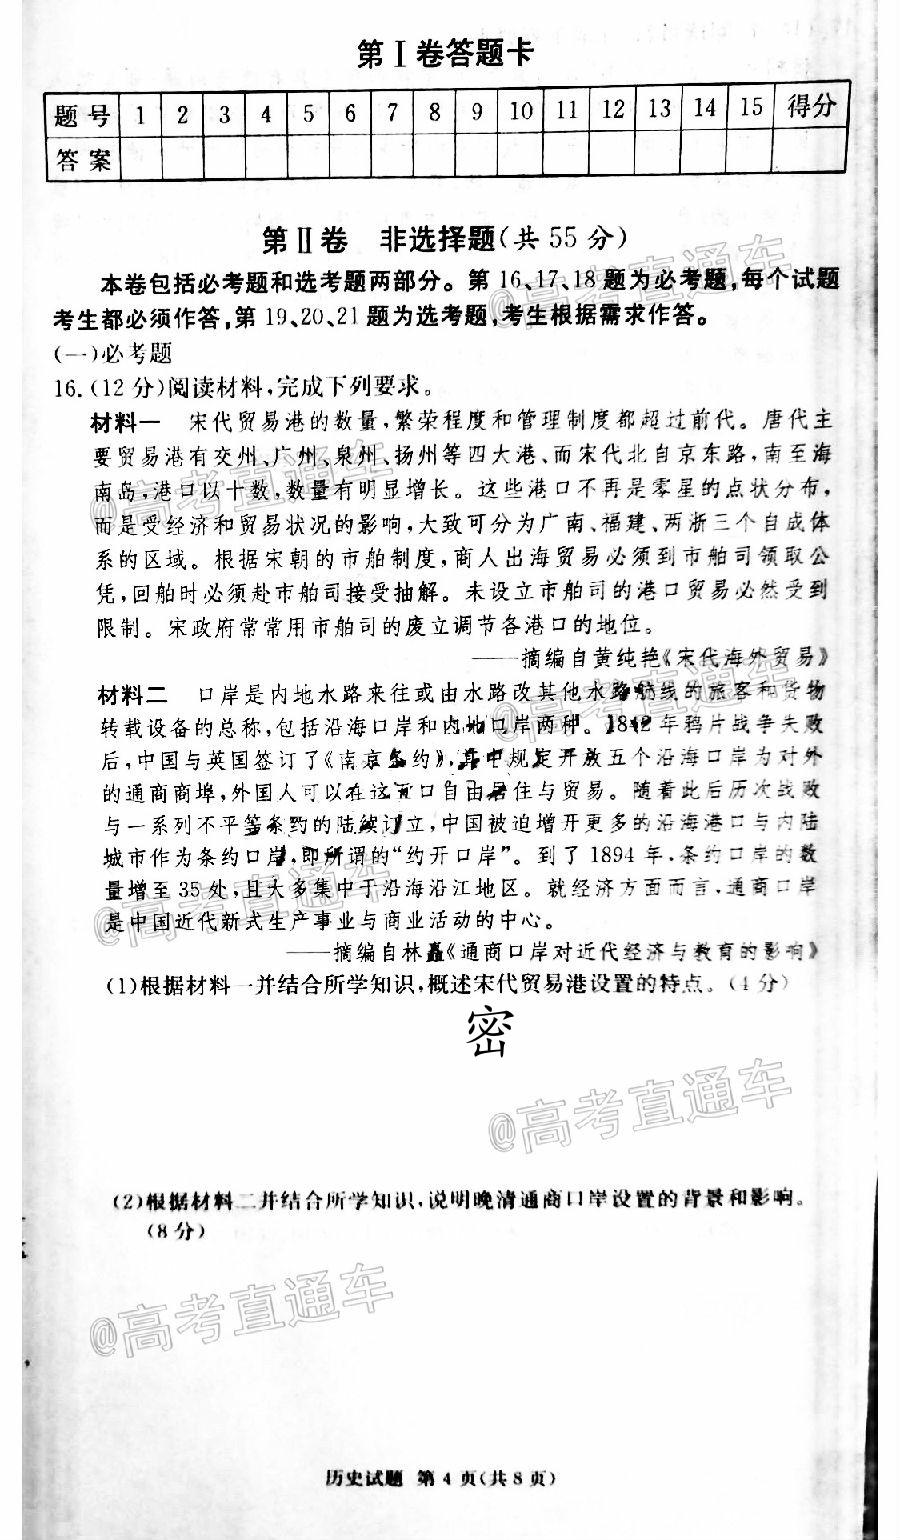 第Ⅰ卷答题卡
题号 1 2 3 4 5 6 7 8 9 10 11 12 13 14 15 得分
答案
第Ⅱ卷 非选择题(共55分)
本卷包括必考题和选考题两部分。第16、17、18题为必考题,每个试题
考生都必须作答,第19、20、21题为选考题,考生根据需求作答。
(一)必考题
16.(12分)阅读材料,完成下列要求。
材料一 宋代贸易港的数量,繁荣程度和管理制度都超过前代。唐代主
要贸易港有交州、广州、泉州、扬州等四大港、而宋代北自京东路,南至海
南岛,港口以十数,数量有明显增长。这些港口不再是零星的点状分布,
而是受经济和贸易状况的影响,大致可分为广南、福建、两浙三个自成体
系的区域。根据宋朝的市舶制度,商人出海贸易必须到市舶司领取公
凭,回舶时必须赴市舶司接受抽解。未设立市舶司的港口贸易必然受到
限制。宋政府常常用市舶司的废立调节各港口的地位。
——摘编自黄纯艳《宋代海外贸易》
材料二 口岸是内地水路来往或由水路改其他水路航线的旅客和货物
转载设备的总称,包括沿海口岸和内地口岸两种。1842年鸦片战争失败
后,中国与英国签订了《南京条约》,其中规定开放五个沿海口岸为对外
的通商商埠,外国人可以在这五口自由居住与贸易。随着此后历次战败
与一系列不平等条约的陆续订立,中国被迫增开更多的沿海港口与内陆
城市作为条约口岸,即所谓的“约开口岸”。到了1894年,条约口岸的数
量增至35处,且大多集中于沿海沿江地区。就经济方面而言,通商口岸
是中国近代新式生产事业与商业活动的中心。
——摘编自林矗《通商口岸对近代经济与教育的影响》
(1)根据材料一并结合所学知识,概述宋代贸易港设置的特点。(4分)
密
(2)根据材料二并结合所学知识,说明晚清通商口岸设置的背景和影响。
(8分)
历史试题 第4页(共8页)
@高考直通车
@高考直通车
@高考直通车
@高考直通车
@高考直通车
@高考直通车